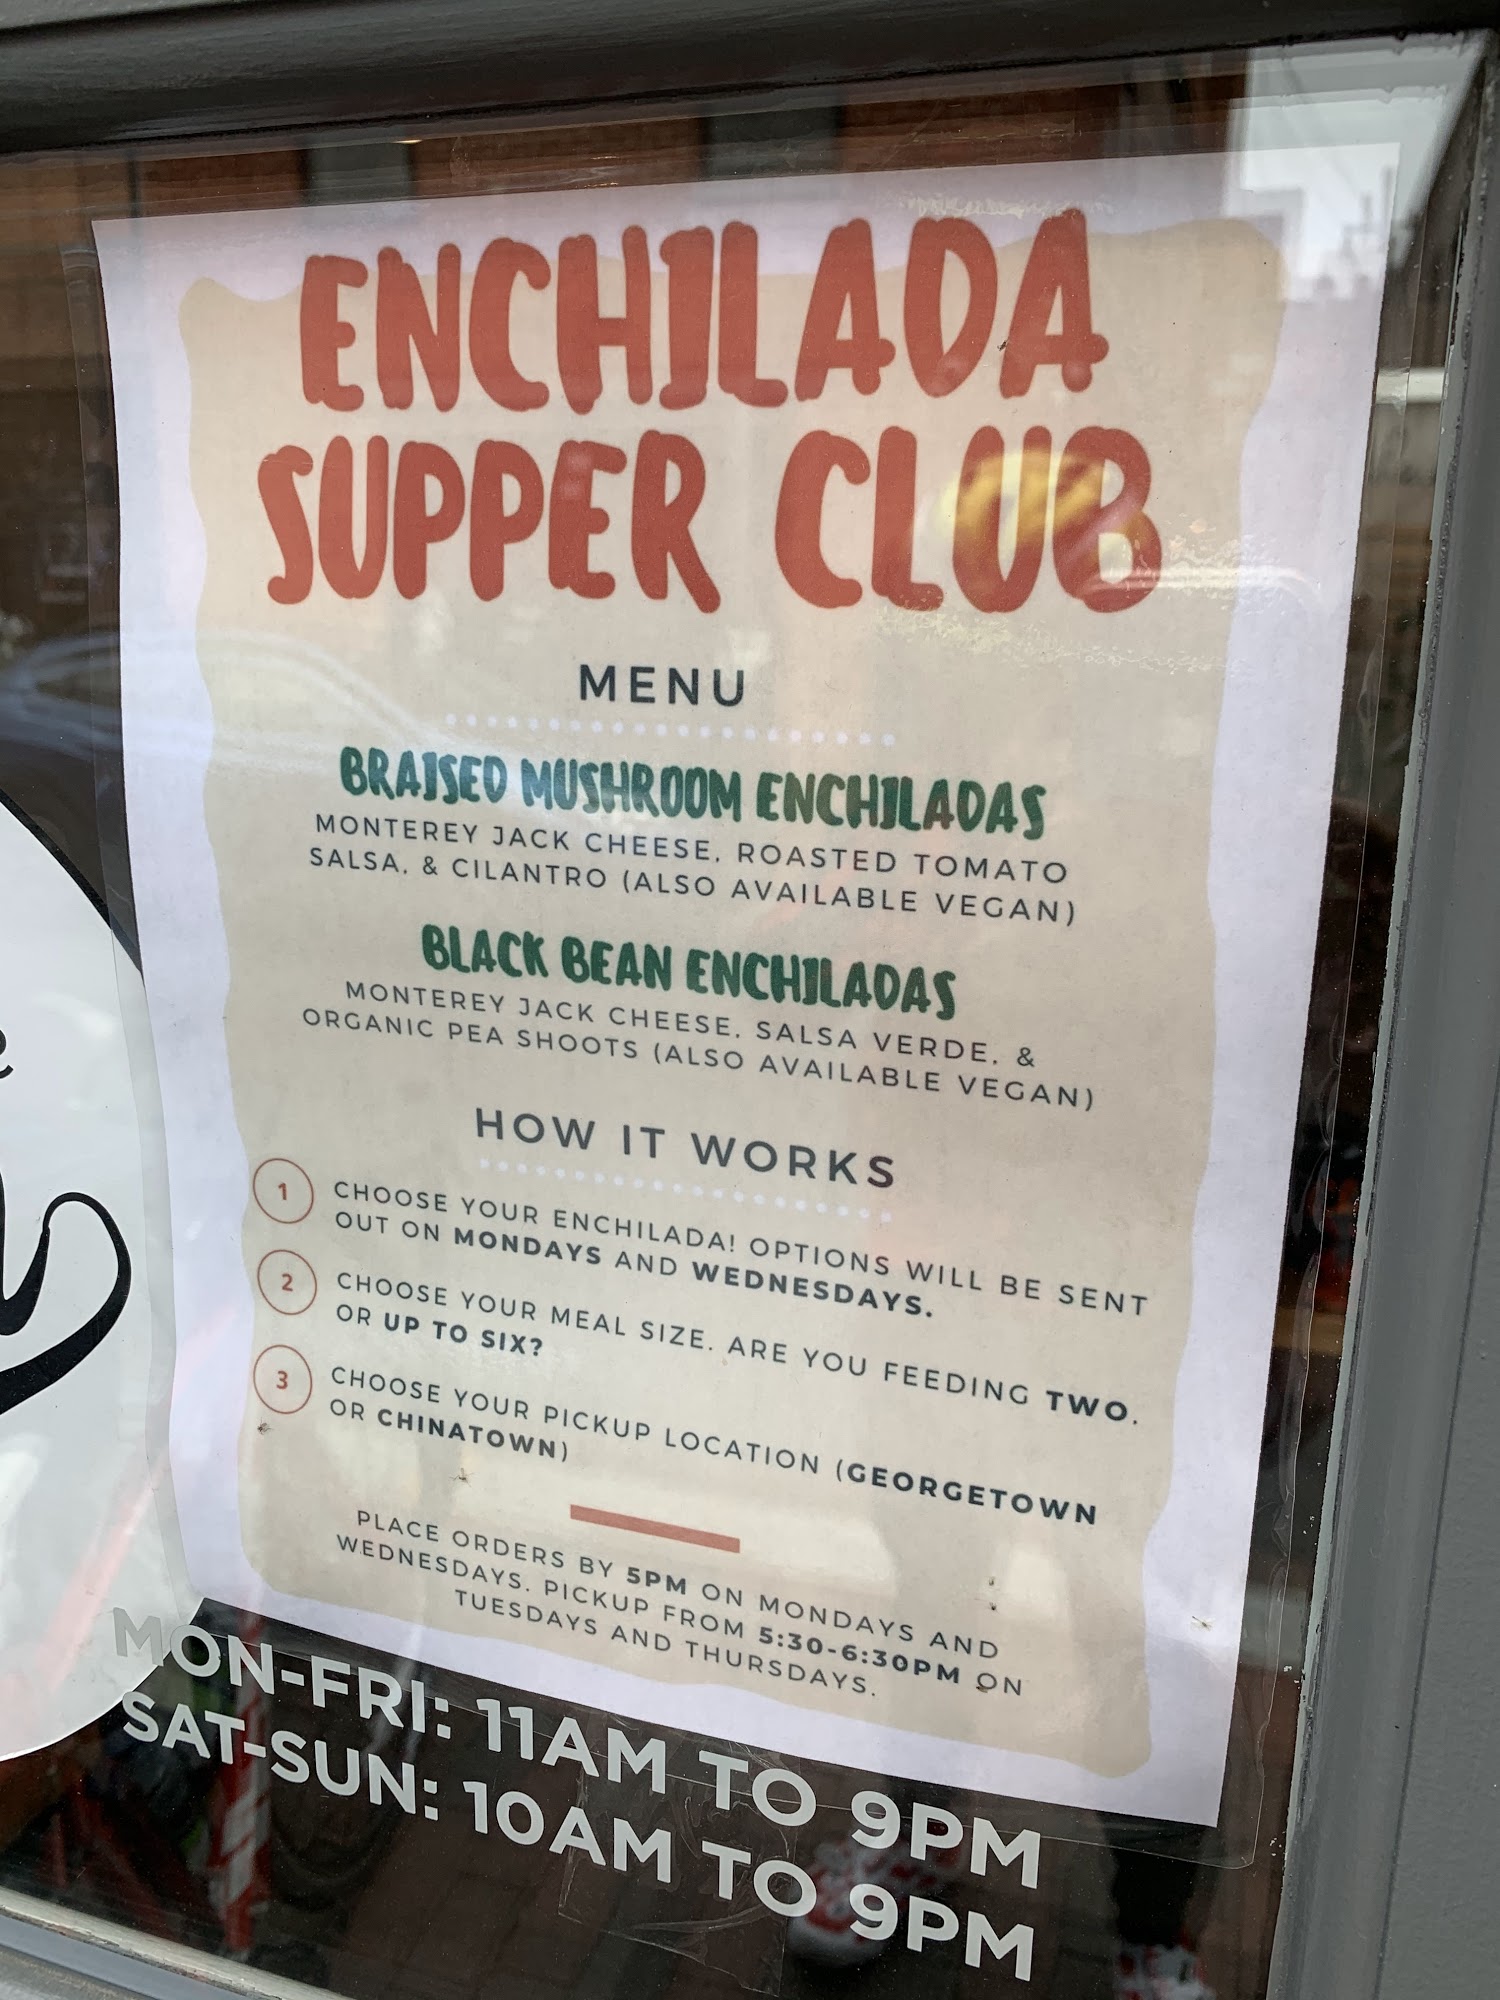 ENCHILADA
SUPPER CLUB
MENU
BRAISED MUSHROOM ENCHILADAS
MONTEREY JACK CHEESE, ROASTED TOMATO
SALSA, & CILANTRO (ALSO AVAILABLE VEGAN)
BLACK BEAN ENCHILADAS
MONTEREY JACK CHEESE, SALSA VERDE, &
ORGANIC PEA SHOOTS (ALSO AVAILABLE VEGAN)
HOW IT WORKS
1 CHOOSE YOUR ENCHILADA! OPTIONS WILL BE SENT
OUT ON MONDAYS AND WEDNESDAYS.
2 CHOOSE YOUR MEAL SIZE. ARE YOU FEEDING TWO,
OR UP TO SIX?
3 CHOOSE YOUR PICKUP LOCATION (GEORGETOWN
OR CHINATOWN)
PLACE ORDERS BY 5PM ON MONDAYS AND
WEDNESDAYS. PICKUP FROM 5:30-6:30PM ON
TUESDAYS AND THURSDAYS.
MON-FRI: 11AM TO 9PM
SAT-SUN: 10AM TO 9PM